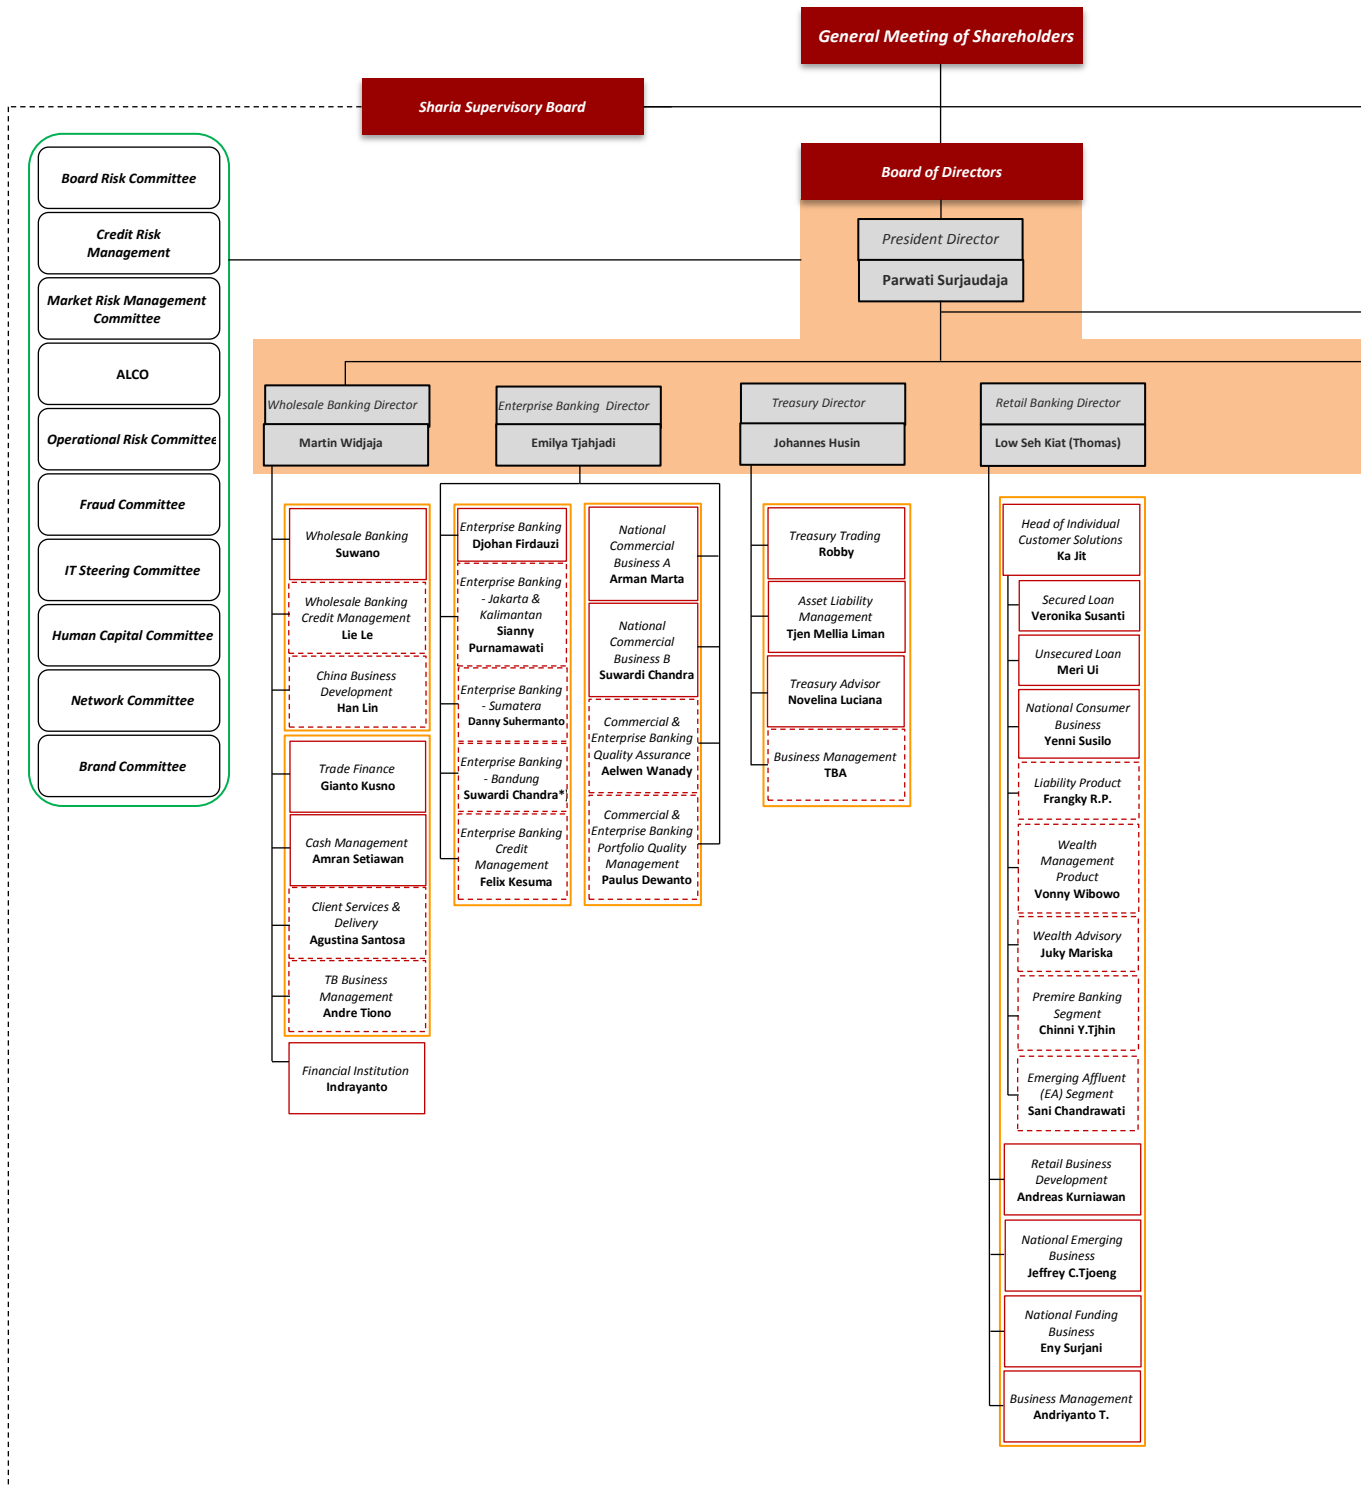 General Meeting of Shareholders
Sharia Supervisory Board
Board of Directors
President Director
Parwati Surjaudaja
Board Risk Committee
Credit Risk
Management
Market Risk Management
Committee
ALCO
Operational Risk Committee
Fraud Committee
IT Steering Committee
Human Capital Committee
Network Committee
Brand Committee
Wholesale Banking Director
Martin Widjaja
Wholesale Banking
Suwano
Wholesale Banking
Credit Management
Lie Le
China Business
Development
Han Lin
Trade Finance
Gianto Kusno
Cash Management
Amran Setiawan
Client Services &
Delivery
Agustina Santosa
TB Business
Management
Andre Tiono
Financial Institution
Indrayanto
Enterprise Banking Director
Emilya Tjahjadi
Enterprise Banking
Djohan Firdauzi
Enterprise Banking
- Jakarta &
Kalimantan
Sianny
Purnamawati
Enterprise Banking
- Sumatera
Danny Suhermanto
Enterprise Banking
- Bandung
Suwardi Chandra*)
Enterprise Banking
Credit
Management
Felix Kesuma
National
Commercial
Business A
Arman Marta
National
Commercial
Business B
Suwardi Chandra
Commercial &
Enterprise Banking
Quality Assurance
Aelwen Wanady
Commercial &
Enterprise Banking
Portfolio Quality
Management
Paulus Dewanto
Treasury Director
Johannes Husin
Treasury Trading
Robby
Asset Liability
Management
Tjen Mellia Liman
Treasury Advisor
Novelina Luciana
Business Management
TBA
Retail Banking Director
Low Seh Kiat (Thomas)
Head of Individual
Customer Solutions
Ka Jit
Secured Loan
Veronika Susanti
Unsecured Loan
Meri Ui
National Consumer
Business
Yenni Susilo
Liability Product
Frangky R.P.
Wealth
Management
Product
Vonny Wibowo
Wealth Advisory
Juky Mariska
Premire Banking
Segment
Chinni Y.Tjhin
Emerging Affluent
(EA) Segment
Sani Chandrawati
Retail Business
Development
Andreas Kurniawan
National Emerging
Business
Jeffrey C.Tjoeng
National Funding
Business
Eny Surjani
Business Management
Andriyanto T.